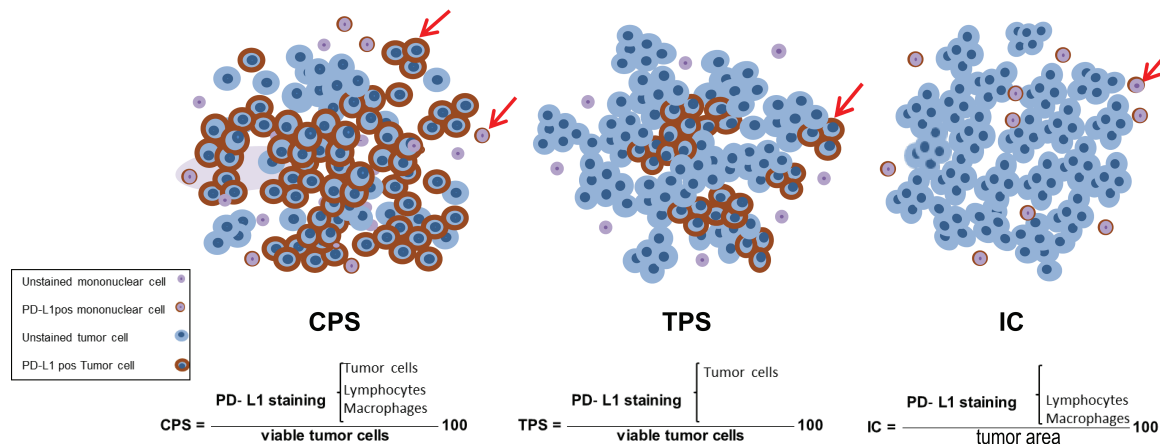 Unstained mononuclear cell
PD-L1pos mononuclear cell
Unstained tumor cell
PD-L1 pos Tumor cell
CPS
TPS
IC
CPS = PD- L1 staining Tumor cells
Lymphocytes
Macrophages
viable tumor cells 100
TPS = PD- L1 staining Tumor cells
viable tumor cells 100
IC = PD- L1 staining Lymphocytes
Macrophages
tumor area 100